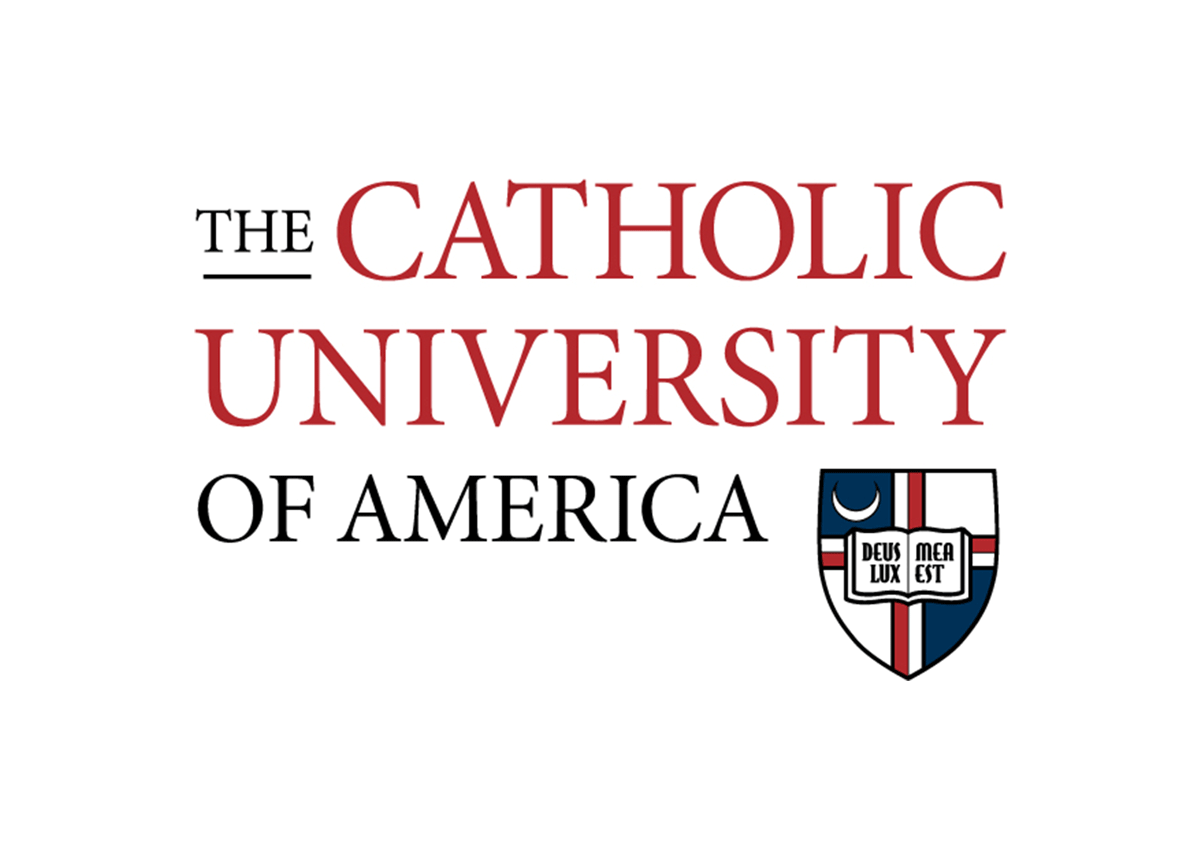 THE CATHOLIC
UNIVERSITY
OF AMERICA
DEUS MEA
LUX EST